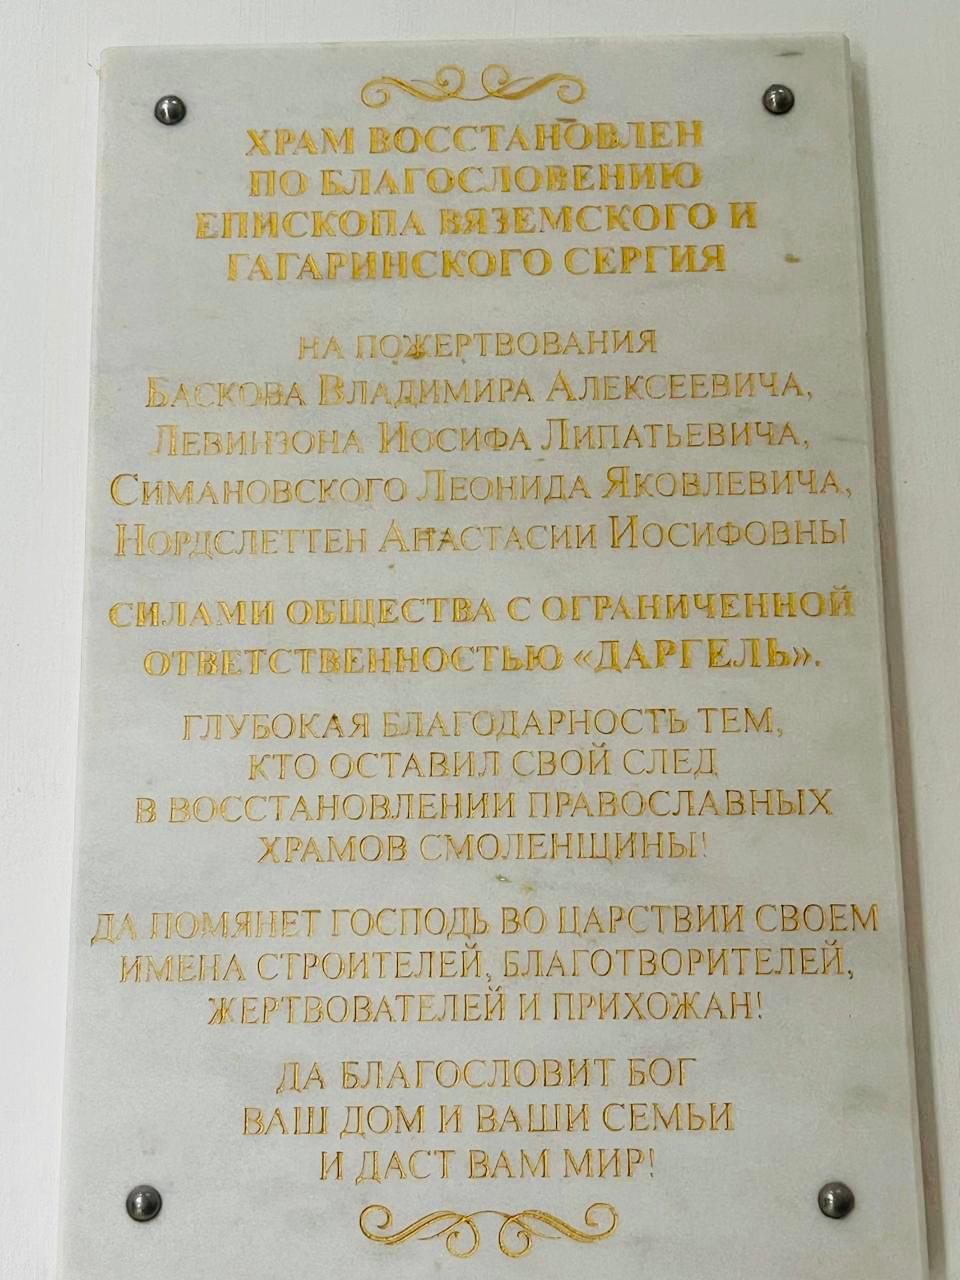 ХРАМ ВОССТАНОВЛЕН
ПО БЛАГОСЛОВЕНИЮ
ЕПИСКОПА ВЯЗЕМСКОГО И
ГАГАРИНСКОГО СЕРГИЯ
НА ПОЖЕРТВОВАНИЯ
БАСКОВА ВЛАДИМИРА АЛЕКСЕЕВИЧА,
ЛЕВИНЗОНА ИОСИФА ЛИПАТЬЕВИЧА,
СИМАНОВСКОГО ЛЕОНИДА ЯКОВЛЕВИЧА,
НОРДСЛЕТТЕН АНАСТАСИИ ИОСИФОВНЫ
СИЛАМИ ОБЩЕСТВА С ОГРАНИЧЕННОЙ
ОТВЕТСТВЕННОСТЬЮ «ДАРГЕЛЬ».
ГЛУБОКАЯ БЛАГОДАРНОСТЬ ТЕМ,
КТО ОСТАВИЛ СВОЙ СЛЕД
В ВОССТАНОВЛЕНИИ ПРАВОСЛАВНЫХ
ХРАМОВ СМОЛЕНЩИНЫ!
ДА ПОМЯНЕТ ГОСПОДЬ ВО ЦАРСТВИИ СВОЕМ
ИМЕНА СТРОИТЕЛЕЙ, БЛАГОТВОРИТЕЛЕЙ,
ЖЕРТВОВАТЕЛЕЙ И ПРИХОЖАН!
ДА БЛАГОСЛОВИТ БОГ
ВАШ ДОМ И ВАШИ СЕМЬИ
И ДАСТ ВАМ МИР!